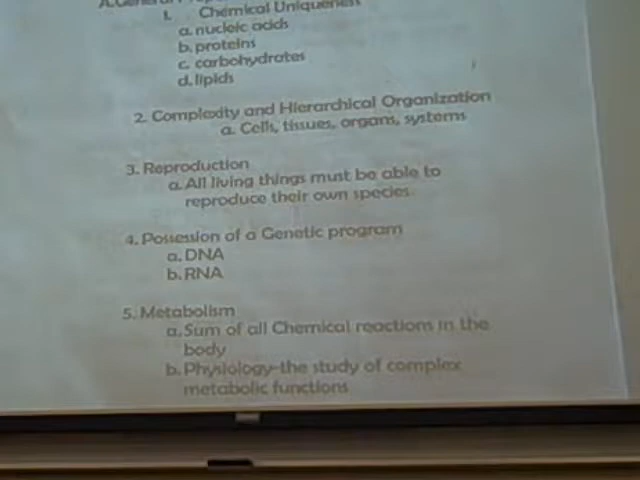 A. General
1. Chemical Uniqueness
a. nucleic acids
b. proteins
c. carbohydrates
d. lipids
2. Complexity and Hierarchical Organization
a. Cells, tissues, organs, systems
3. Reproduction
a. All living things must be able to
reproduce their own species.
4. Possession of a Genetic program
a. DNA
b. RNA
5. Metabolism
a. Sum of all Chemical reactions in the
body
b. Physiology-the study of complex
metabolic functions